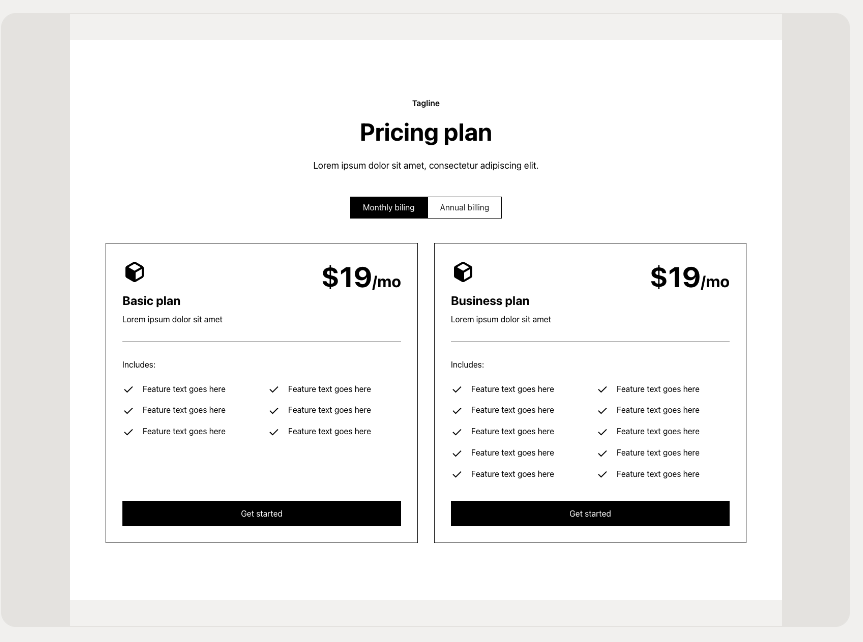 Tagline
Pricing plan
Lorem ipsum dolor sit amet, consectetur adipiscing elit.
Monthly biling Annual billing
$19/mo
Basic plan
Lorem ipsum dolor sit amet
Includes:
Feature text goes here Feature text goes here
Feature text goes here Feature text goes here
Feature text goes here Feature text goes here
Get started
$19/mo
Business plan
Lorem ipsum dolor sit amet
Includes:
Feature text goes here Feature text goes here
Feature text goes here Feature text goes here
Feature text goes here Feature text goes here
Feature text goes here Feature text goes here
Feature text goes here Feature text goes here
Get started